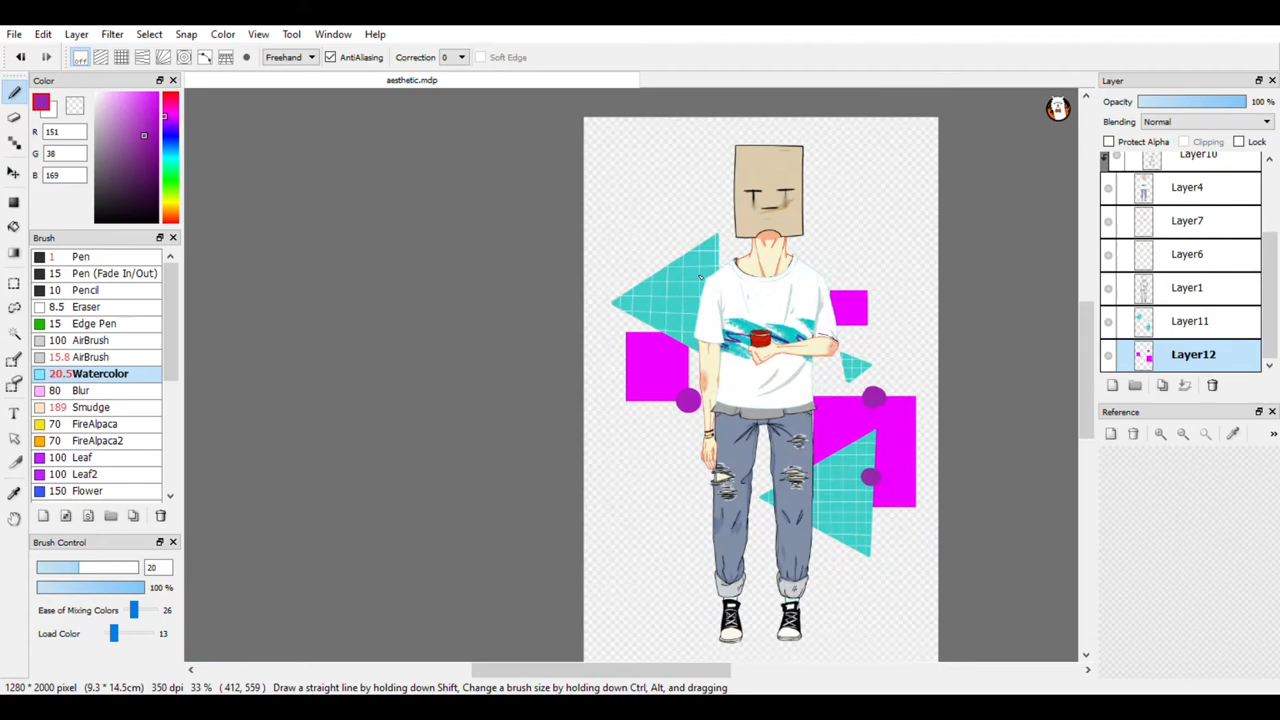 File Edit Layer Filter Select Snap Color View Tool Window Help
off Freehand AntiAliasing Correction 0 Soft Edge
aesthetic.mdp
Color
R 151
G 38
B 169
Brush
1 Pen
15 Pen (Fade In/Out)
10 Pencil
8.5 Eraser
15 Edge Pen
100 AirBrush
15.8 AirBrush
20.5 Watercolor
80 Blur
189 Smudge
70 FireAlpaca
70 FireAlpaca2
100 Leaf
100 Leaf2
150 Flower
Brush Control
20
100 %
Ease of Mixing Colors 26
Load Color 13
Layer
Opacity 100 %
Blending Normal
Protect Alpha Clipping Lock
Layer10
Layer4
Layer7
Layer6
Layer1
Layer11
Layer12
Reference
»
1280 * 2000 pixel (9.3 * 14.5cm) 350 dpi 33 % ( 412, 559 ) Draw a straight line by holding down Shift, Change a brush size by holding down Ctrl, Alt, and dragging